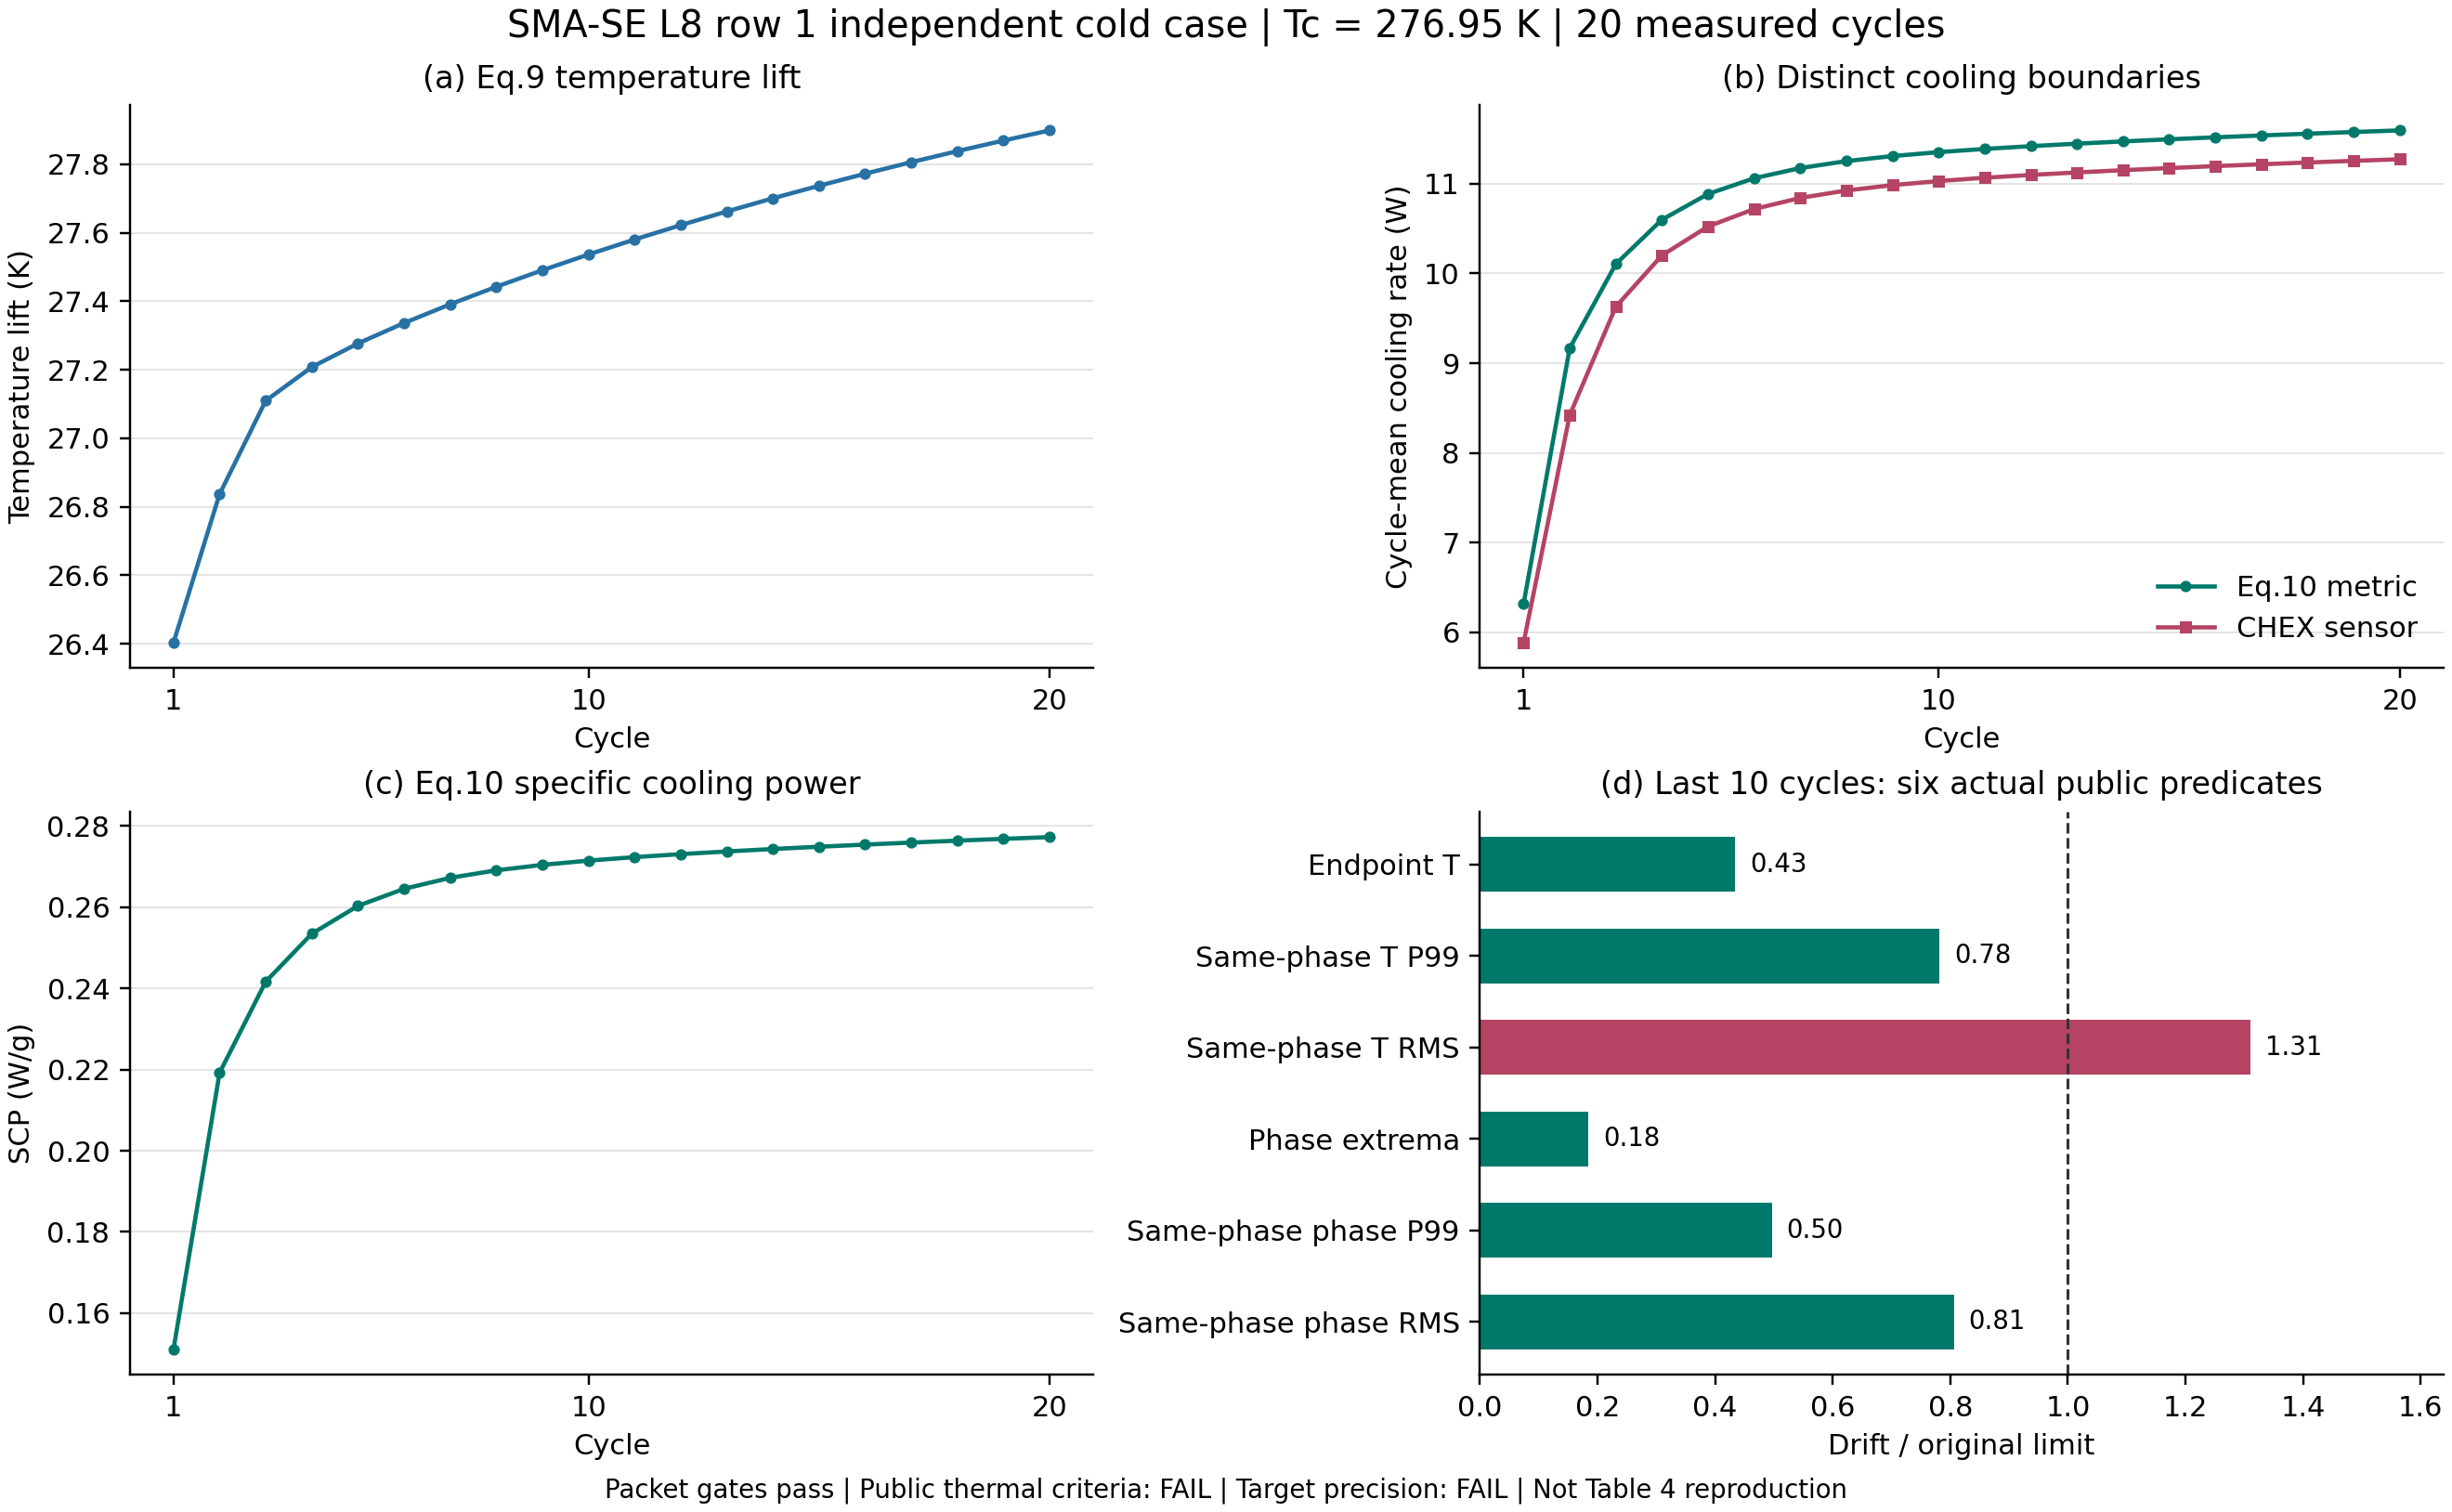 SMA-SE L8 row 1 independent cold case | Tc = 276.95 K | 20 measured cycles
(a) Eq.9 temperature lift
Temperature lift (K)
27.8
27.6
27.4
27.2
27.0
26.8
26.6
26.4
1
10
20
Cycle
(b) Distinct cooling boundaries
Cycle-mean cooling rate (W)
11
10
9
8
7
6
Eq.10 metric
CHEX sensor
1
10
20
Cycle
(c) Eq.10 specific cooling power
SCP (W/g)
0.28
0.26
0.24
0.22
0.20
0.18
0.16
1
10
20
Cycle
(d) Last 10 cycles: six actual public predicates
Endpoint T
0.43
Same-phase T P99
0.78
Same-phase T RMS
1.31
Phase extrema
0.18
Same-phase phase P99
0.50
Same-phase phase RMS
0.81
0.0
0.2
0.4
0.6
0.8
1.0
1.2
1.4
1.6
Drift / original limit
Packet gates pass | Public thermal criteria: FAIL | Target precision: FAIL | Not Table 4 reproduction